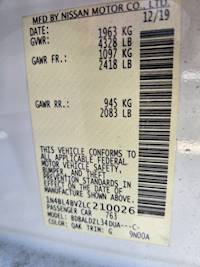 MFD BY NISSAN MOTOR CO., LTD.
DATE: 12/19
GVWR: 1963 KG
4328 LB
GAWR FR.: 1097 KG
2418 LB
GAWR RR.: 945 KG
2083 LB
THIS VEHICLE CONFORMS TO
ALL APPLICABLE FEDERAL
MOTOR VEHICLE SAFETY,
BUMPER, AND THEFT
PREVENTION STANDARDS IN
EFFECT ON THE DATE OF
MANUFACTURE SHOWN ABOVE.
1N4BL4BV2LC210026
PASSENGER CAR
763
MODEL: BDBALDZL34DUA---C-
COLOR: QAK TRIM: G 9N00A